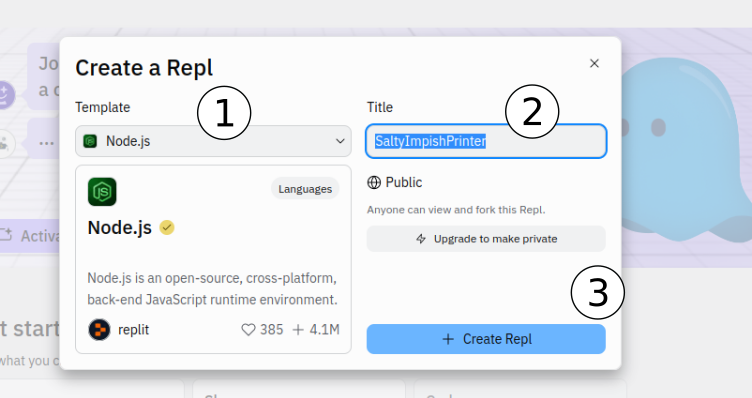 Create a Repl
Template
1
Title
2
Node.js
SaltyImpishPrinter
Languages
Node.js
Node.js is an open-source, cross-platform,
back-end JavaScript runtime environment.
replit
385
4.1M
Public
Anyone can view and fork this Repl.
Upgrade to make private
3
+ Create Repl
Jo
a c
...
Activa
t start
what you c